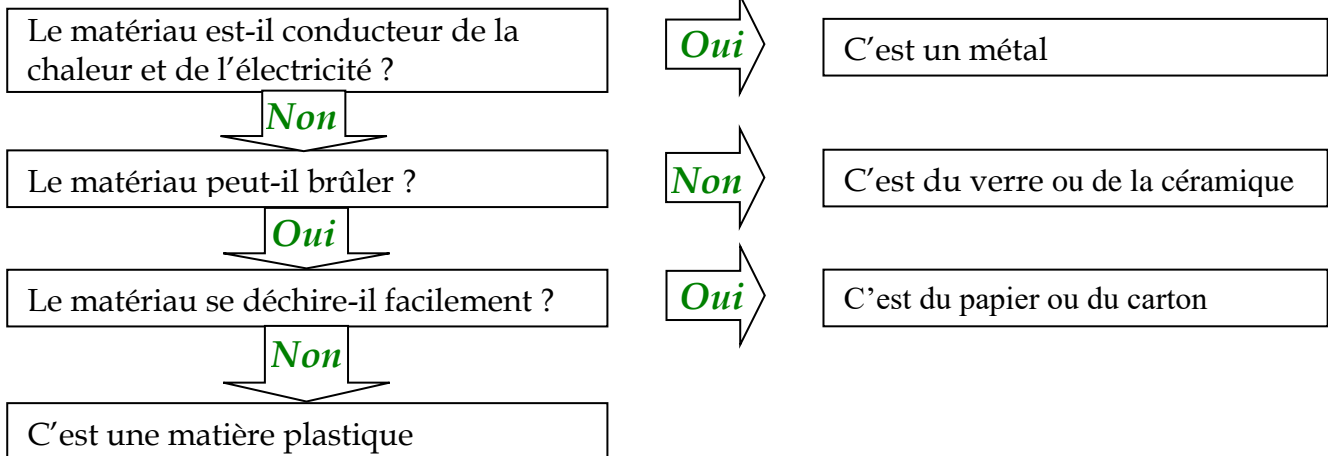 Le matériau est-il conducteur de la
chaleur et de l'électricité ?
Oui
C'est un métal
Non
Le matériau peut-il brûler ?
Non
C'est du verre ou de la céramique
Oui
Le matériau se déchire-il facilement ?
Oui
C'est du papier ou du carton
Non
C'est une matière plastique